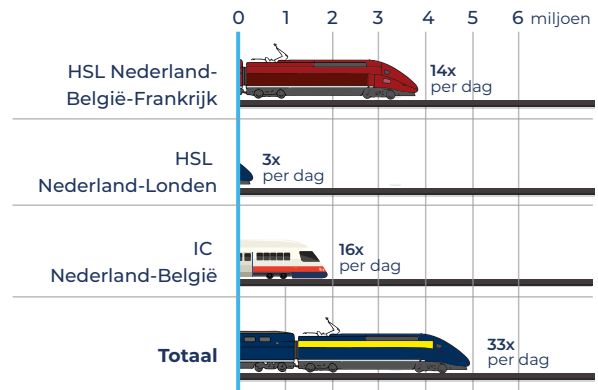 0 1 2 3 4 5 6 miljoen
HSL Nederland-
België-Frankrijk
14x
per dag
HSL
Nederland-Londen
3x
per dag
IC
Nederland-België
16x
per dag
Totaal
33x
per dag